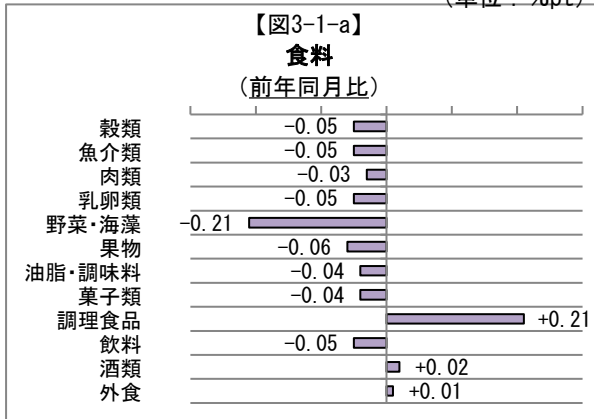 （単位：%pt）
【図3-1-a】
食料
（前年同月比）
穀類 -0.05
魚介類 -0.05
肉類 -0.03
乳卵類 -0.05
野菜・海藻 -0.21
果物 -0.06
油脂・調味料 -0.04
菓子類 -0.04
調理食品 +0.21
飲料 -0.05
酒類 +0.02
外食 +0.01